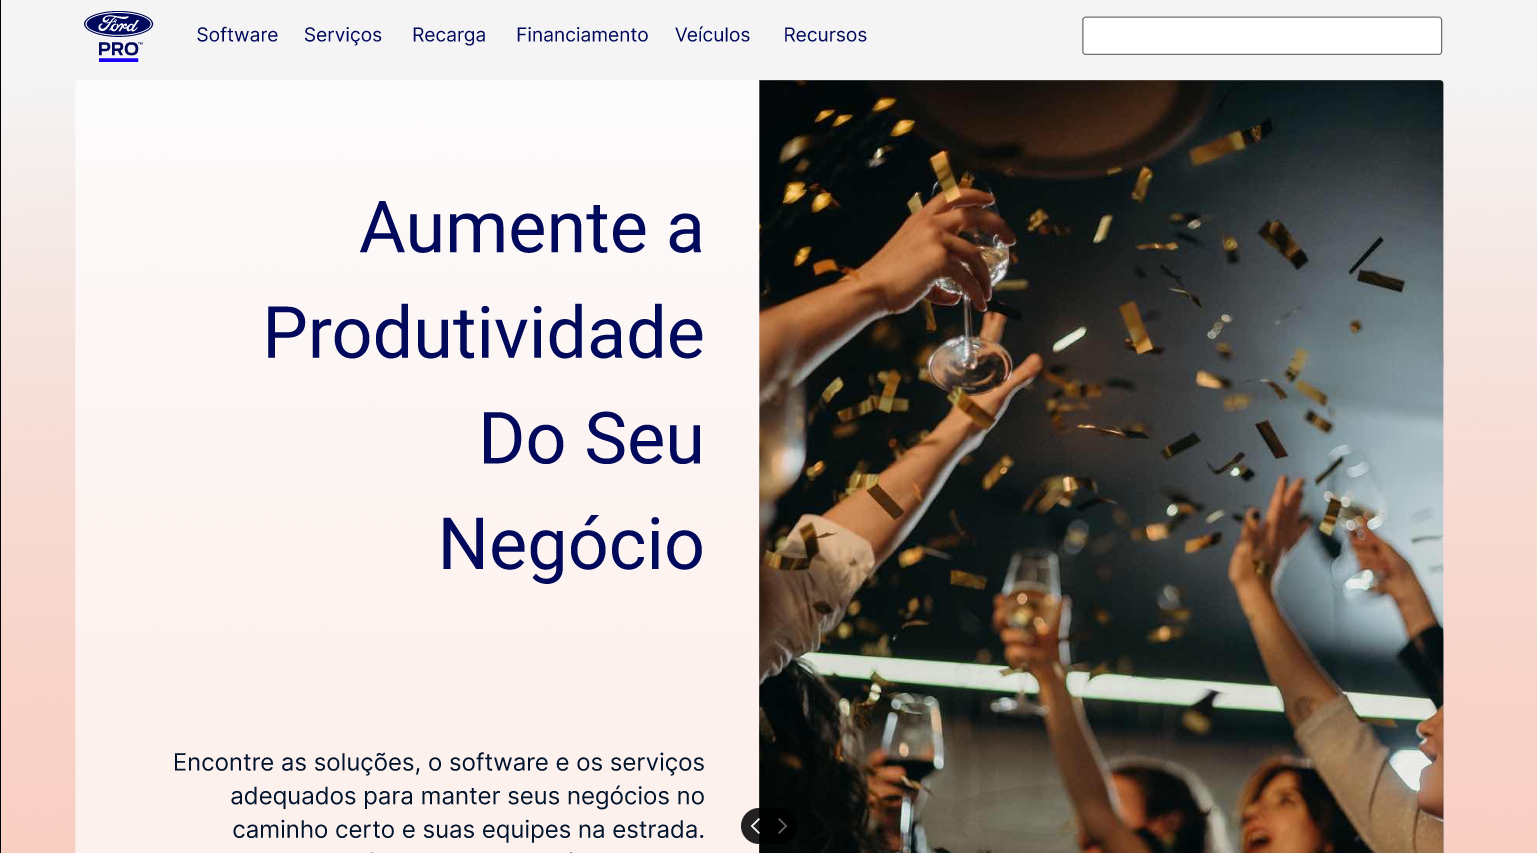 Ford
PRO™
Software Serviços Recarga Financiamento Veículos Recursos
Aumente a
Produtividade
Do Seu
Negócio
Encontre as soluções, o software e os serviços
adequados para manter seus negócios no
caminho certo e suas equipes na estrada.